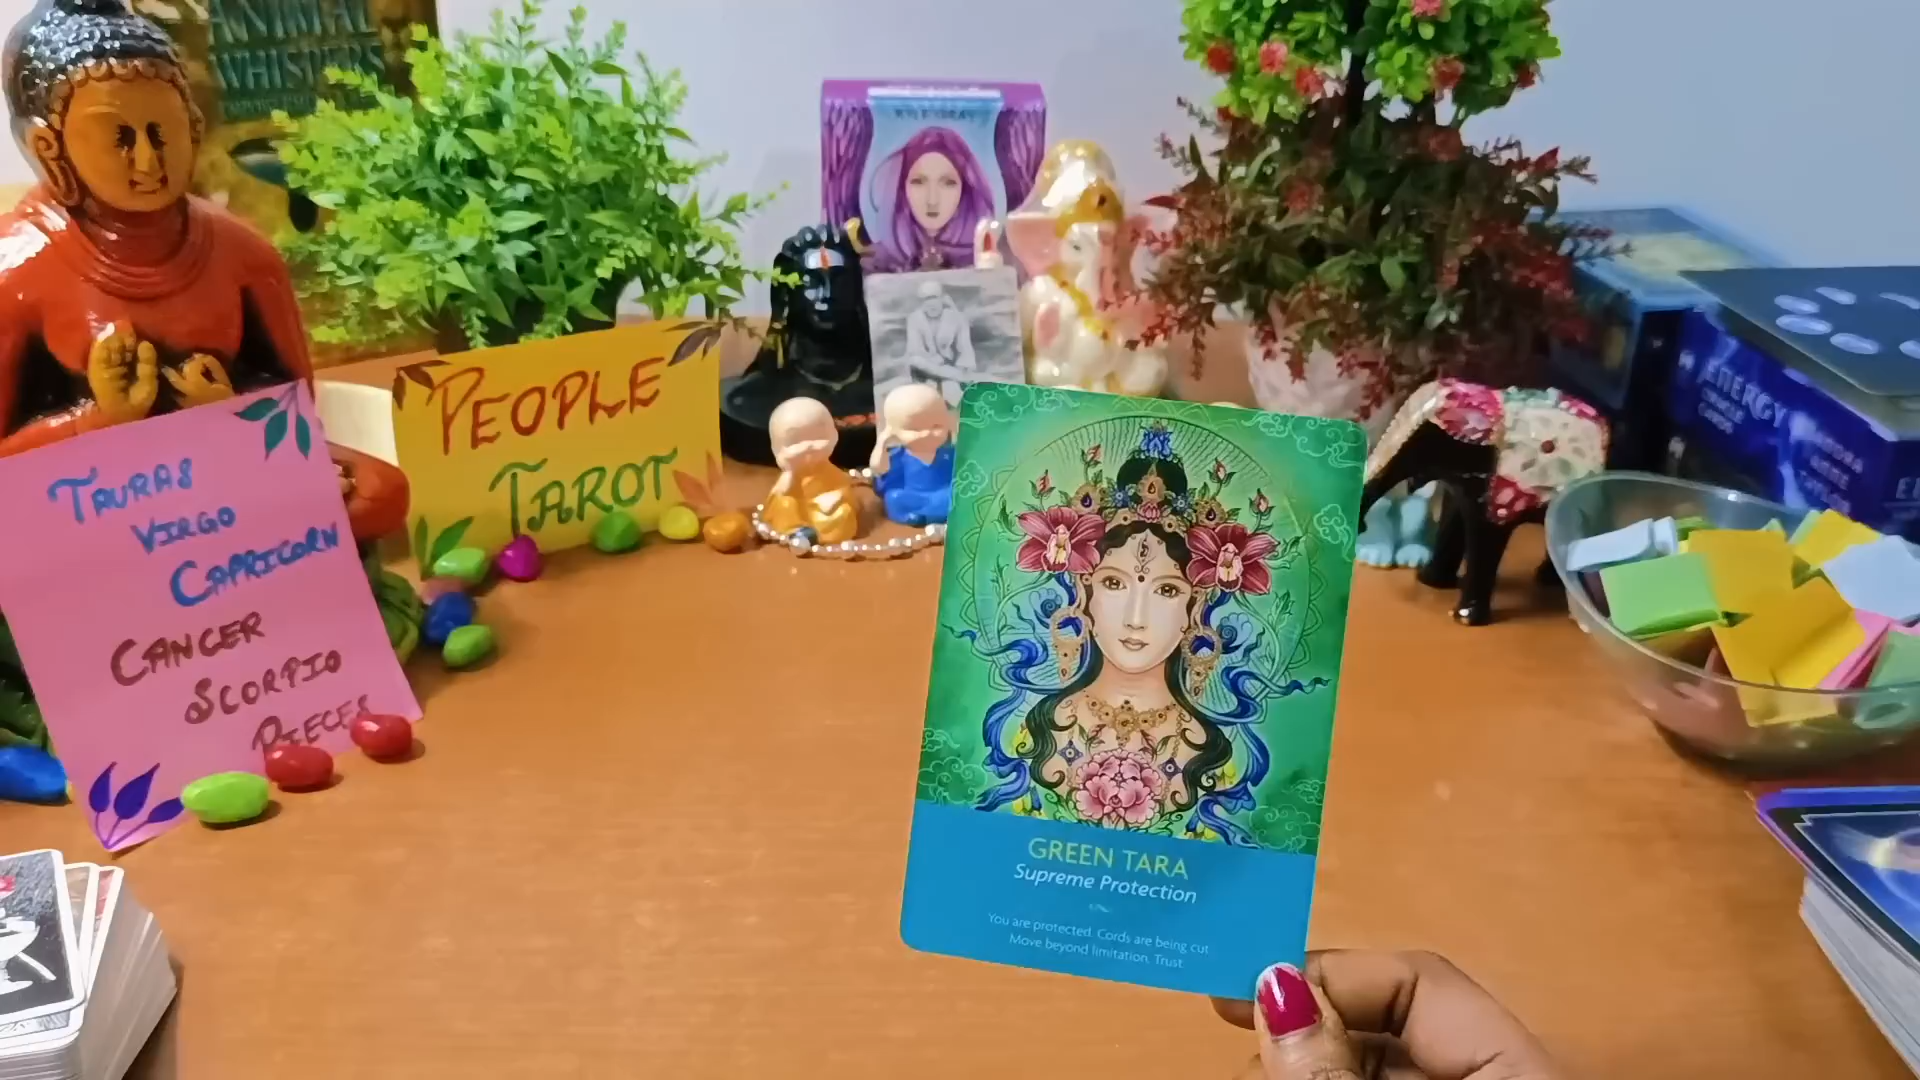 ANIMAL
WHISPERS
PEOPLE
TAROT
TAURAS
VIRGO
CAPRICORN
CANCER
SCORPIO
PIECES
GREEN TARA
Supreme Protection
You are protected. Cords are being cut
Move beyond limitation. Trust
ENERGY